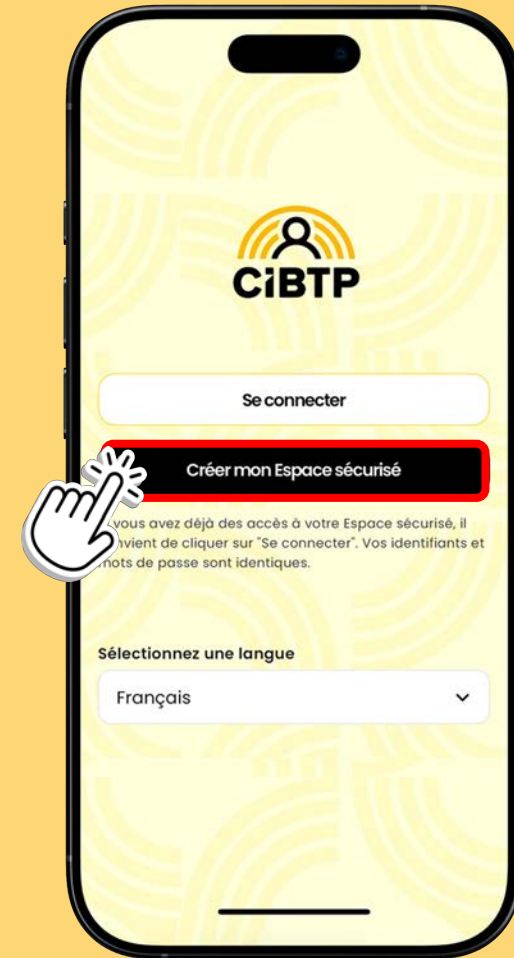 CiBTP
Se connecter
Créer mon Espace sécurisé
vous avez déjà des accès à votre Espace sécurisé, il
de cliquer sur "Se connecter". Vos identifiants et
mots de passe sont identiques.
Sélectionnez une langue
Français